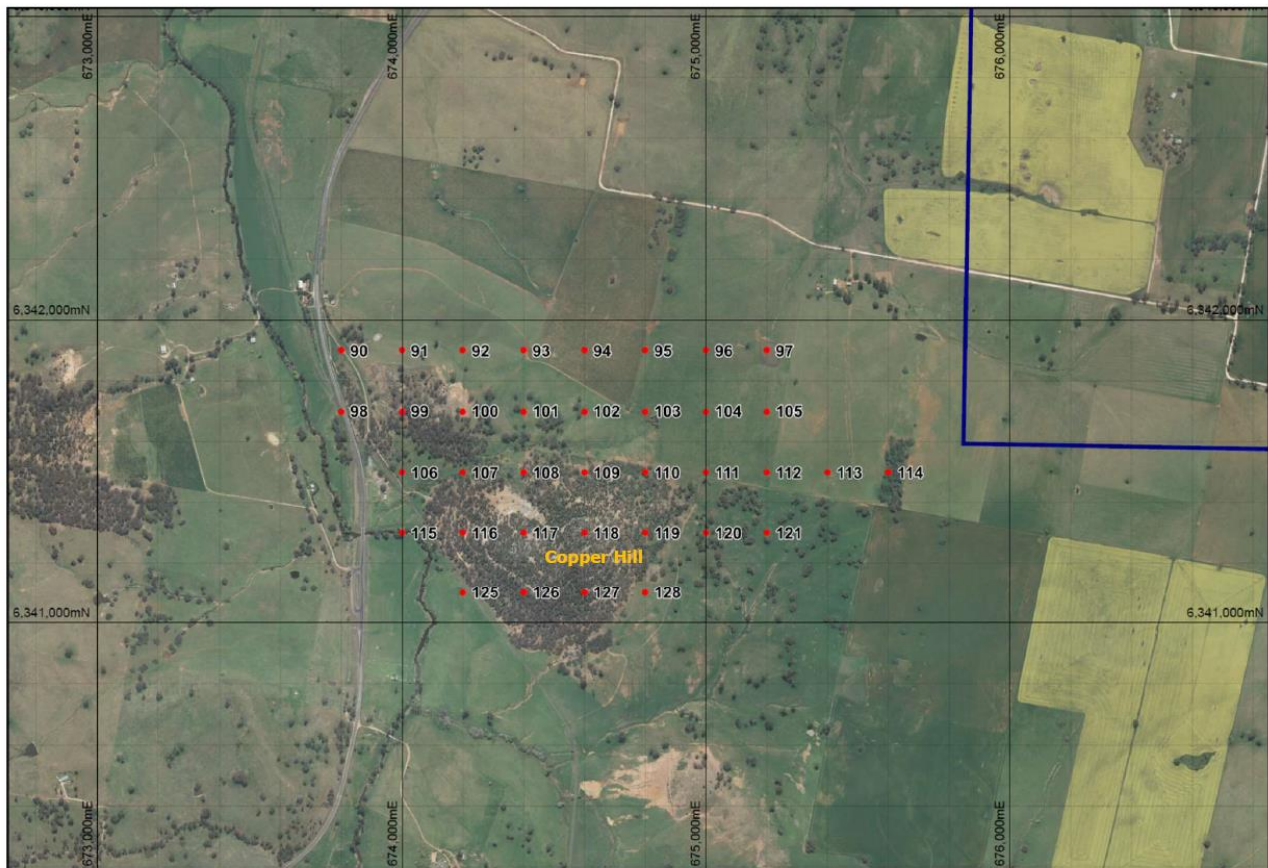 673,000mE
674,000mE
675,000mE
676,000mE
6,342,000mN
6,342,000mN
90 91 92 93 94 95 96 97
98 99 100 101 102 103 104 105
106 107 108 109 110 111 112 113 114
115 116 117 118 119 120 121
Copper Hill
125 126 127 128
6,341,000mN
6,341,000mN
673,000mE
674,000mE
675,000mE
676,000mE